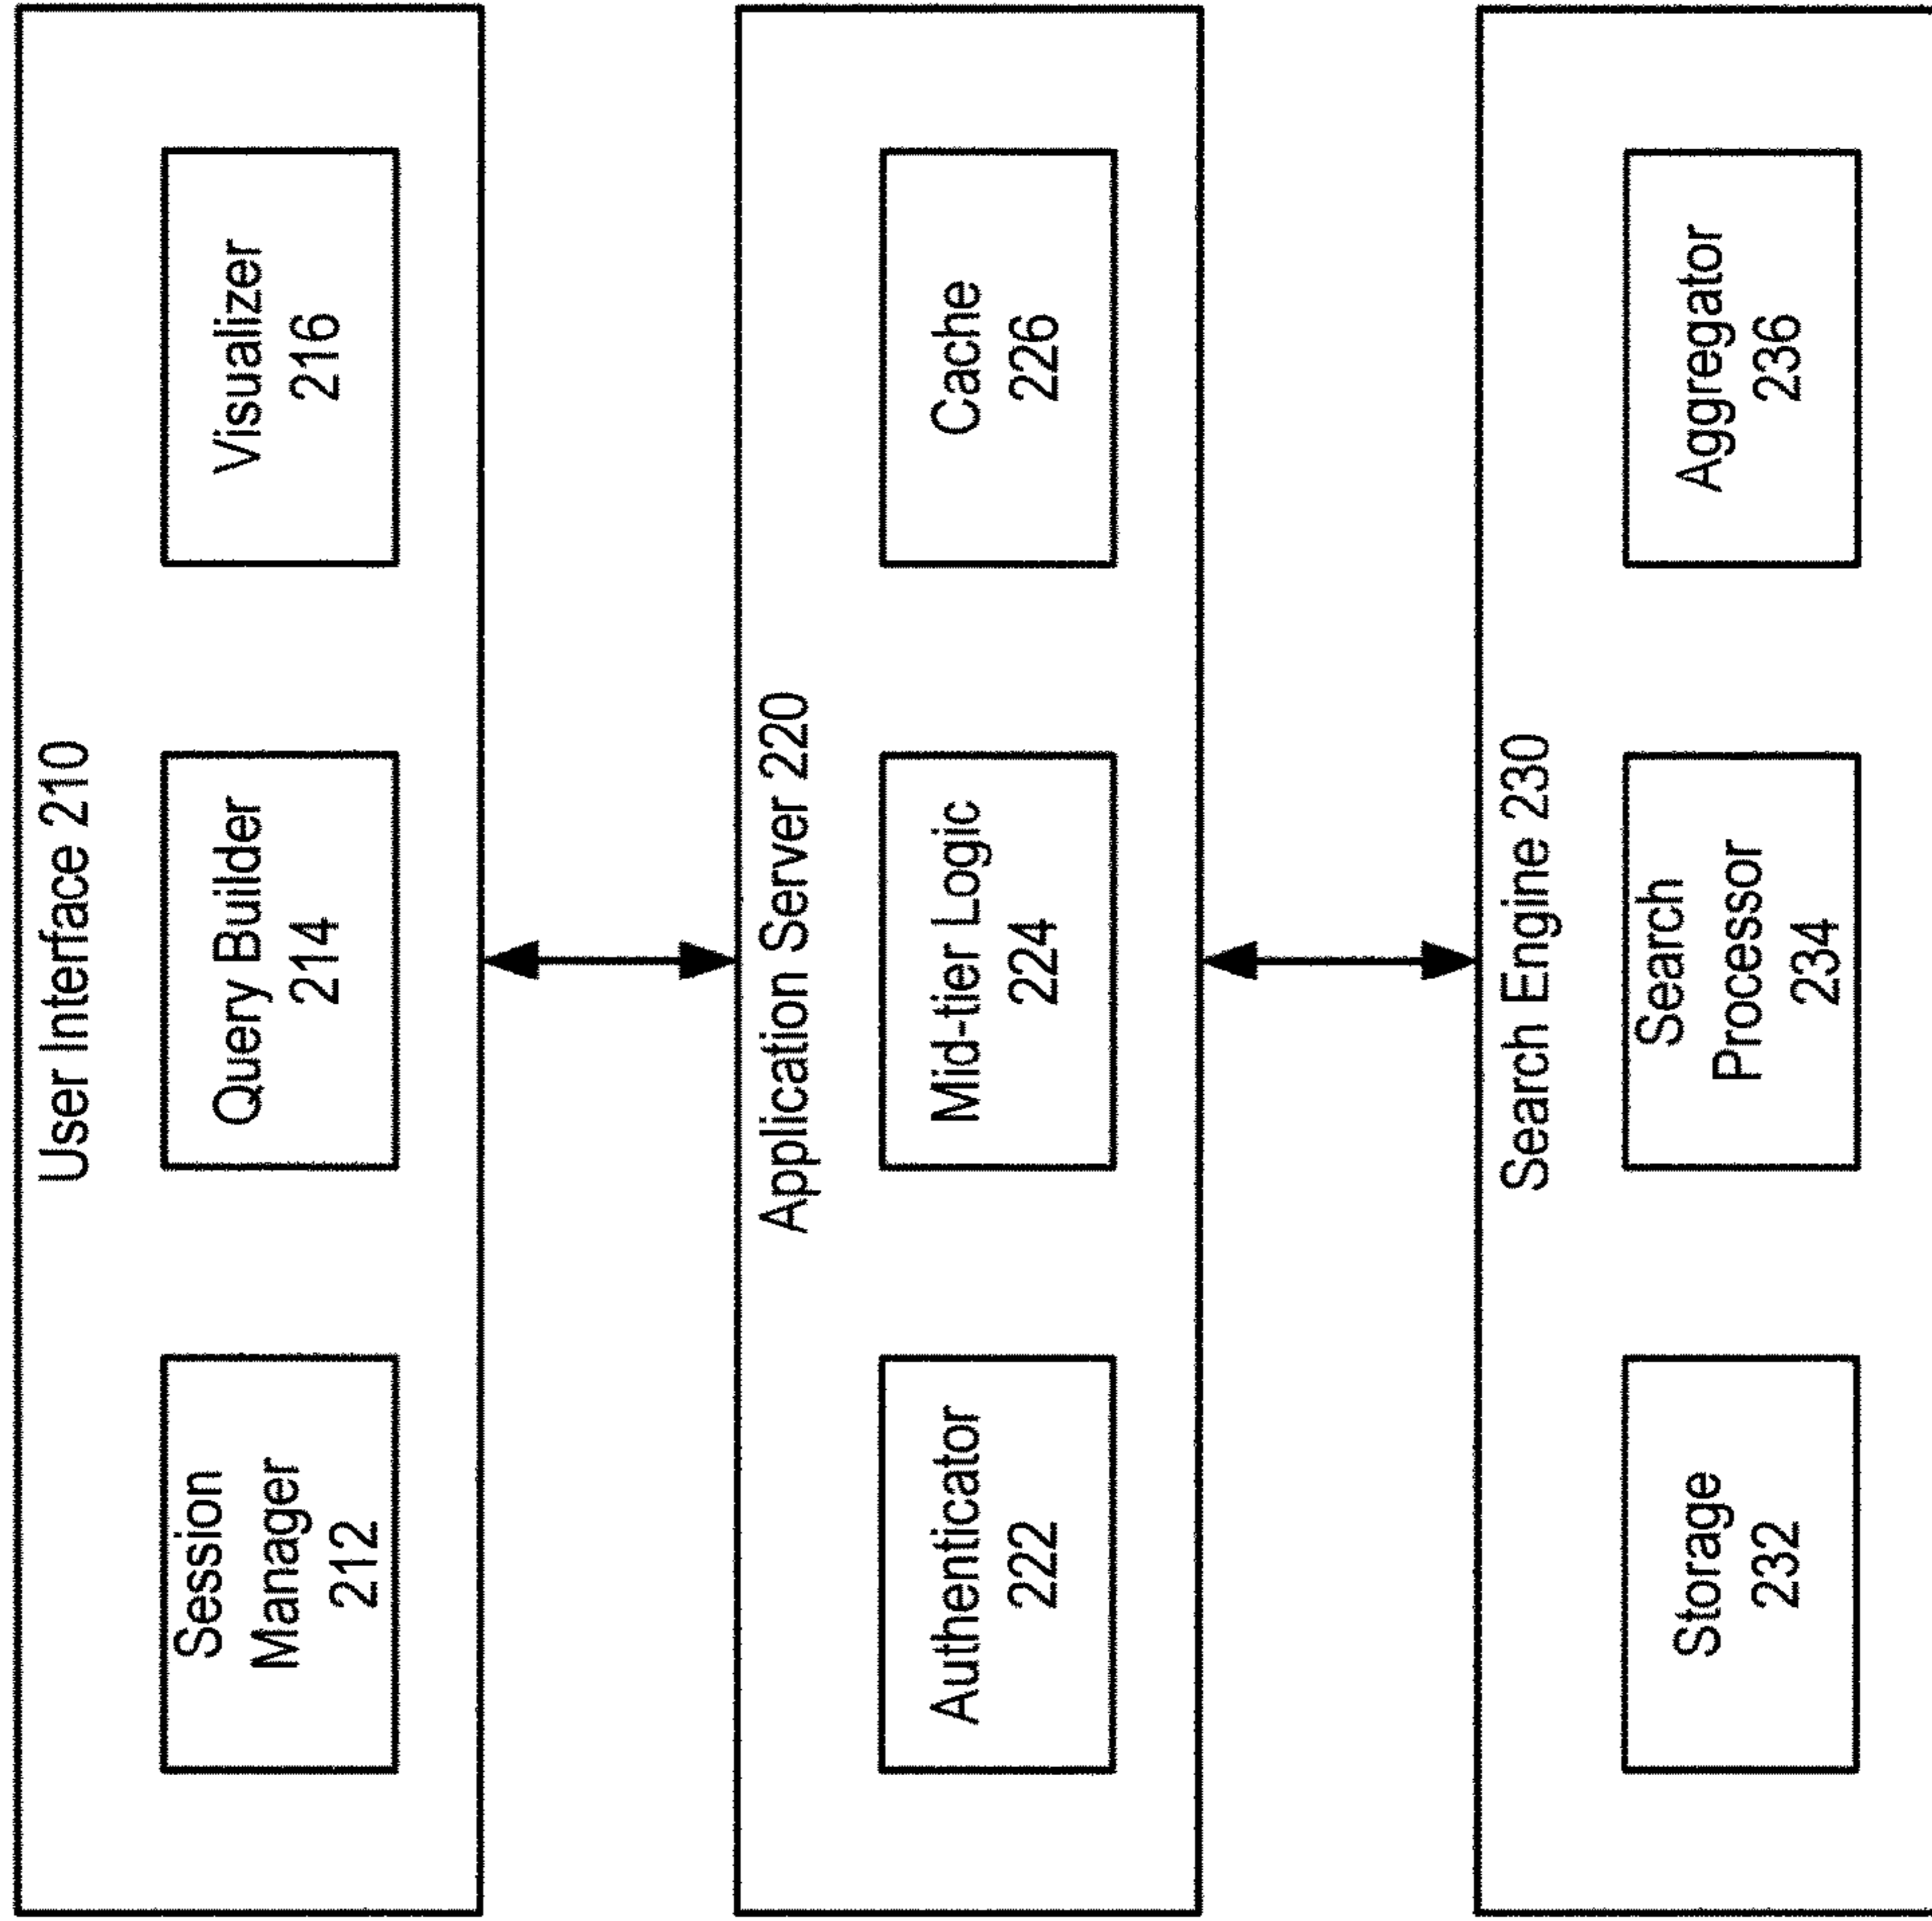 User Interface 210
Session
Manager
212
Query Builder
214
Visualizer
216
Application Server 220
Authenticator
222
Mid-tier Logic
224
Cache
226
Search Engine 230
Storage
232
Search
Processor
234
Aggregator
236